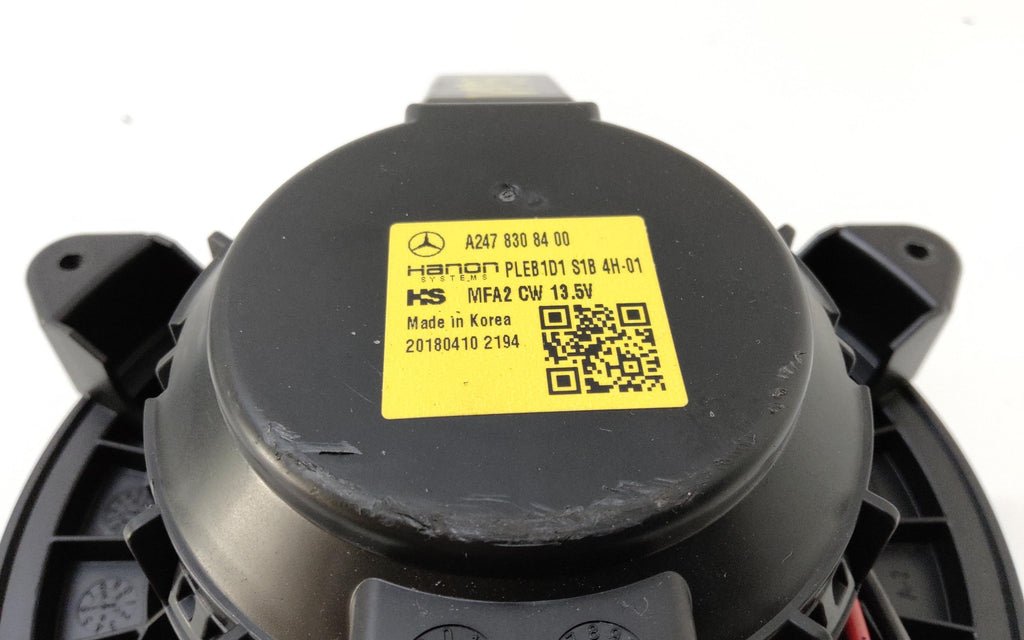 A247 830 84 00
Hanon PLEB1D1 S1B 4H-01
SYSTEMS
HS MFA2 CW 13.5V
Made in Korea
20180410 2194